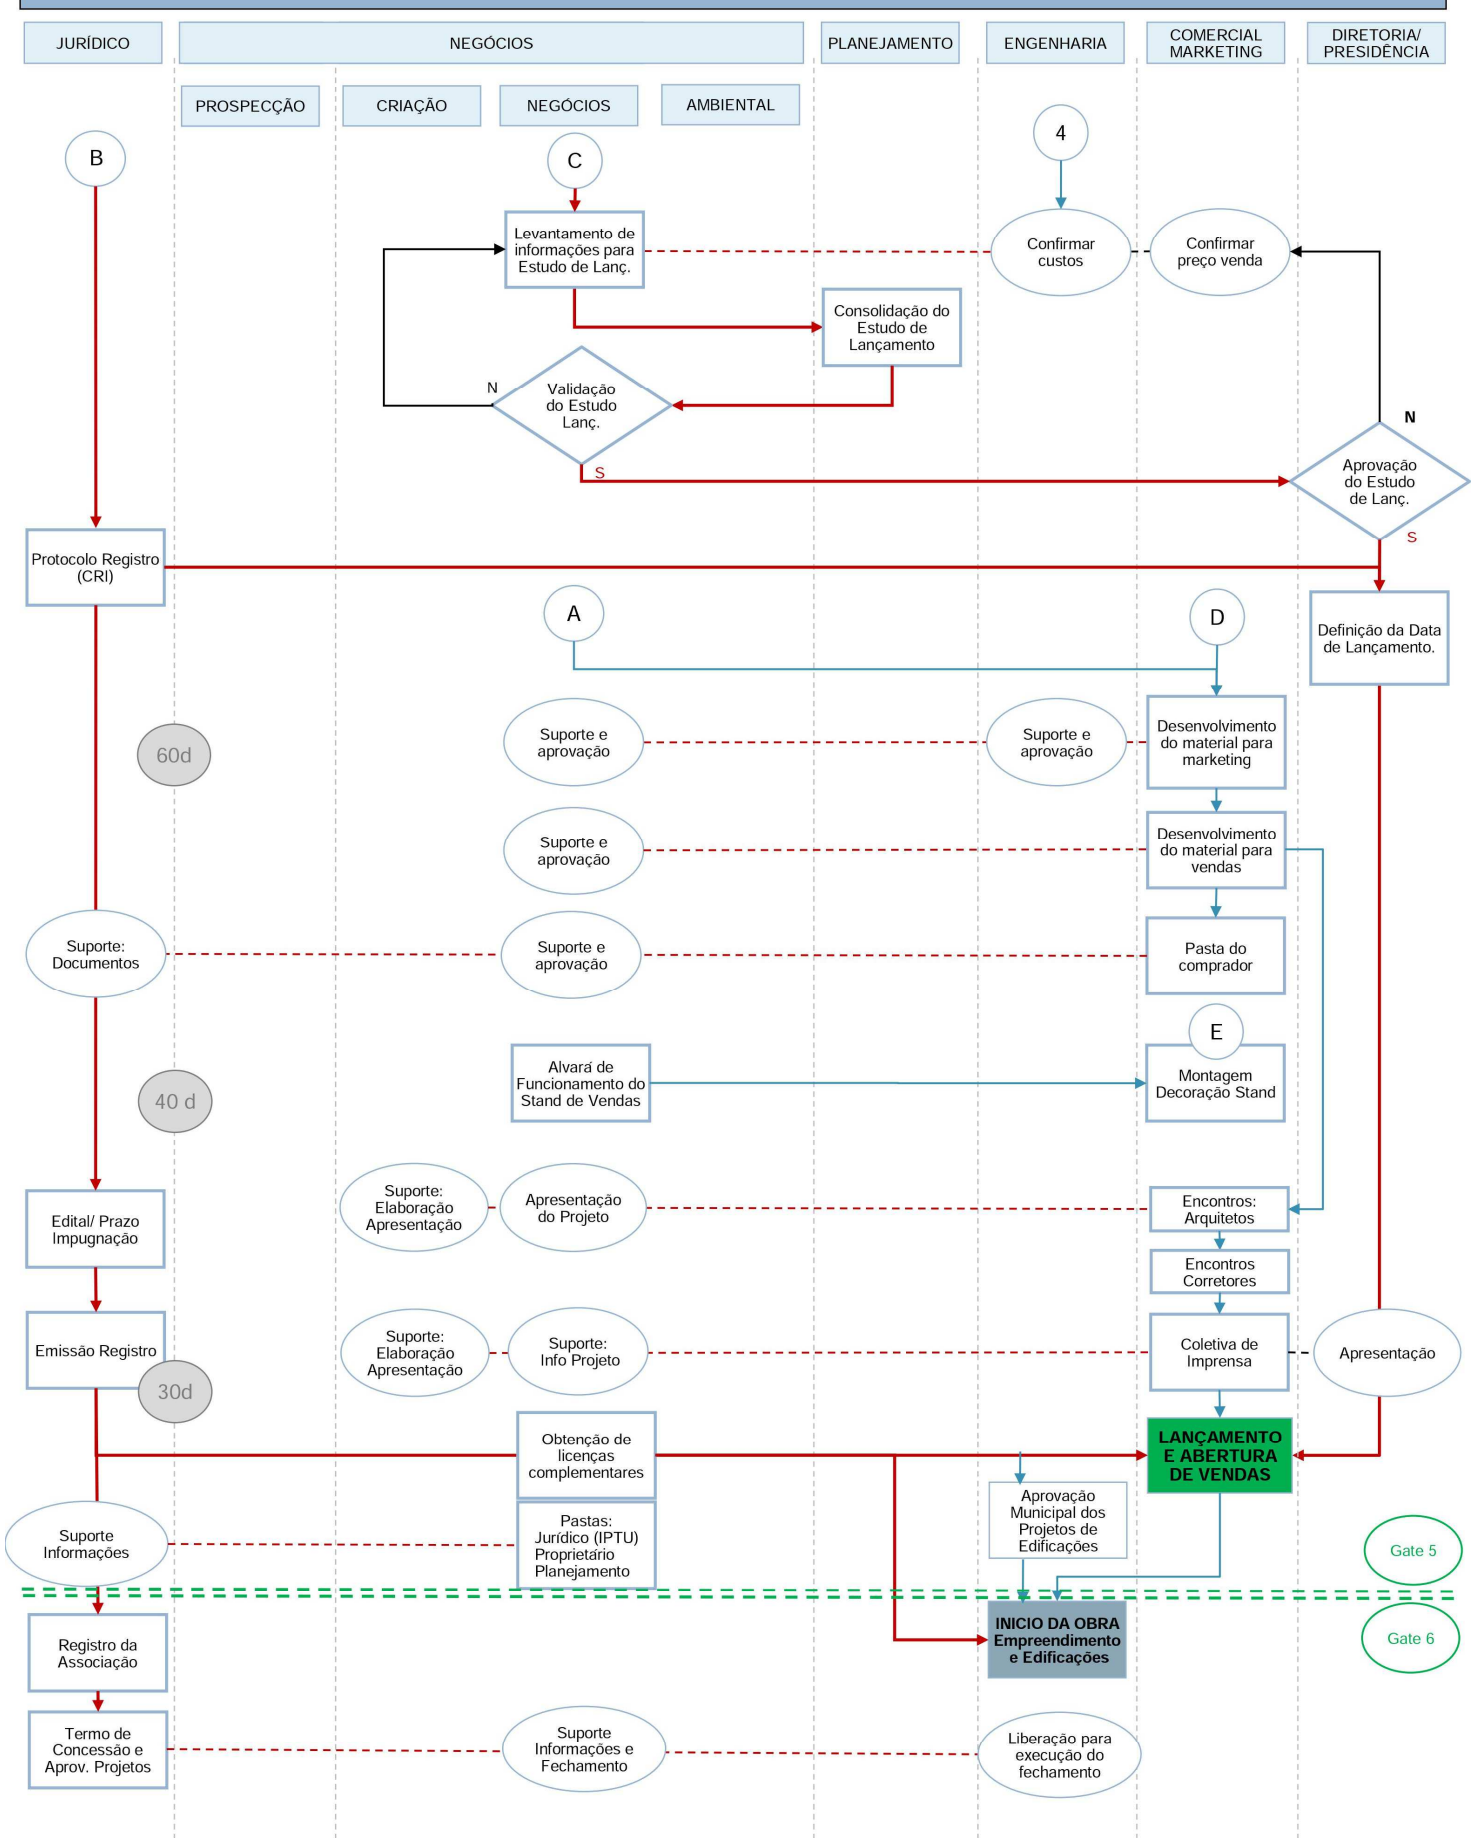 JURÍDICO
NEGÓCIOS
PLANEJAMENTO
ENGENHARIA
COMERCIAL
MARKETING
DIRETORIA/
PRESIDÊNCIA
PROSPECÇÃO
CRIAÇÃO
NEGÓCIOS
AMBIENTAL
B
C
4
Levantamento de
informações para
Estudo de Lanç.
Confirmar
custos
Confirmar
preço venda
Consolidação do
Estudo de
Lançamento
N
Validação
do Estudo
Lanç.
S
N
Aprovação
do Estudo
de Lanç.
S
Protocolo Registro
(CRI)
A
D
Definição da Data
de Lançamento.
60d
Suporte e
aprovação
Suporte e
aprovação
Desenvolvimento
do material para
marketing
Suporte e
aprovação
Desenvolvimento
do material para
vendas
Suporte:
Documentos
Suporte e
aprovação
Pasta do
comprador
E
40 d
Alvará de
Funcionamento do
Stand de Vendas
Montagem
Decoração Stand
Edital/ Prazo
Impugnação
Suporte:
Elaboração
Apresentação
Apresentação
do Projeto
Encontros:
Arquitetos
Encontros
Corretores
Emissão Registro
30d
Suporte:
Elaboração
Apresentação
Suporte:
Info Projeto
Coletiva de
Imprensa
Apresentação
Obtenção de
licenças
complementares
LANÇAMENTO
E ABERTURA
DE VENDAS
Aprovação
Municipal dos
Projetos de
Edificações
Suporte
Informações
Pastas:
Jurídico (IPTU)
Proprietário
Planejamento
Gate 5
Gate 6
INICIO DA OBRA
Empreendimento
e Edificações
Registro da
Associação
Termo de
Concessão e
Aprov. Projetos
Suporte
Informações e
Fechamento
Liberação para
execução do
fechamento